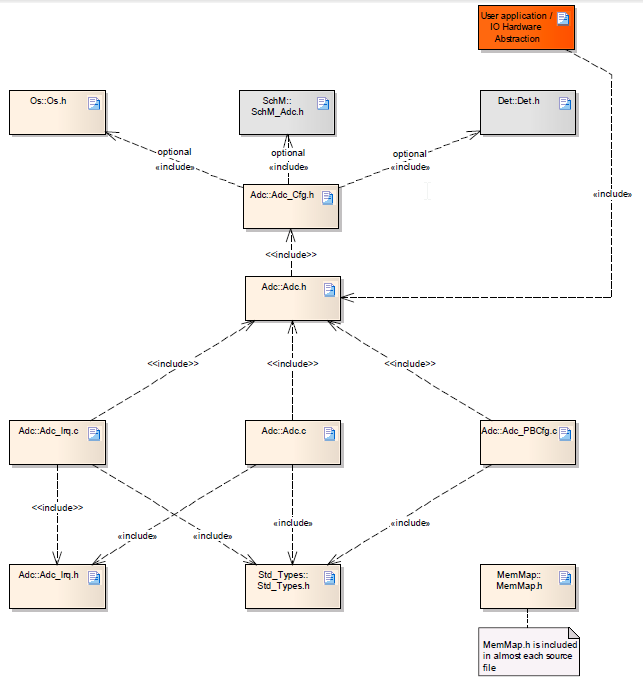 User application /
IO Hardware
Abstraction
Os::Os.h
SchM::
SchM_Adc.h
Det::Det.h
optional
«include»
optional
«include»
optional
«include»
«include»
Adc::Adc_Cfg.h
<<include>>
Adc::Adc.h
<<include>>
<<include>>
<<include>>
Adc::Adc_Irq.c
Adc::Adc.c
Adc::Adc_PBCfg.c
<<include>>
«include»
«include»
«include»
«include»
Adc::Adc_Irq.h
Std_Types::
Std_Types.h
MemMap::
MemMap.h
MemMap.h is included
in almost each source
file